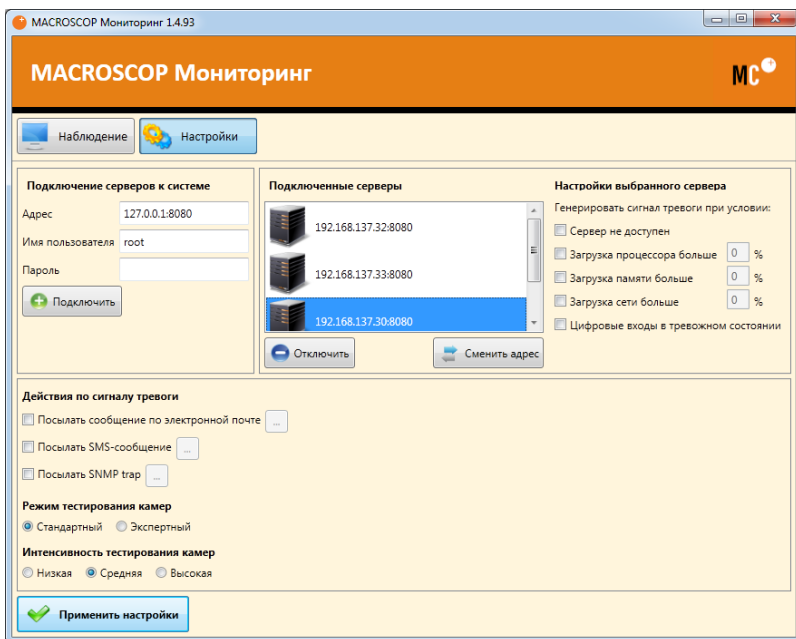 MACROSCOP Мониторинг 1.4.93
MACROSCOP Мониторинг
MC
Наблюдение
Настройки
Подключение серверов к системе
Адрес 127.0.0.1:8080
Имя пользователя root
Пароль
Подключить
Подключенные серверы
192.168.137.32:8080
192.168.137.33:8080
192.168.137.30:8080
Отключить
Сменить адрес
Настройки выбранного сервера
Генерировать сигнал тревоги при условии:
Сервер не доступен
Загрузка процессора больше 0 %
Загрузка памяти больше 0 %
Загрузка сети больше 0 %
Цифровые входы в тревожном состоянии
Действия по сигналу тревоги
Посылать сообщение по электронной почте ...
Посылать SMS-сообщение ...
Посылать SNMP trap ...
Режим тестирования камер
Стандартный Экспертный
Интенсивность тестирования камер
Низкая Средняя Высокая
Применить настройки